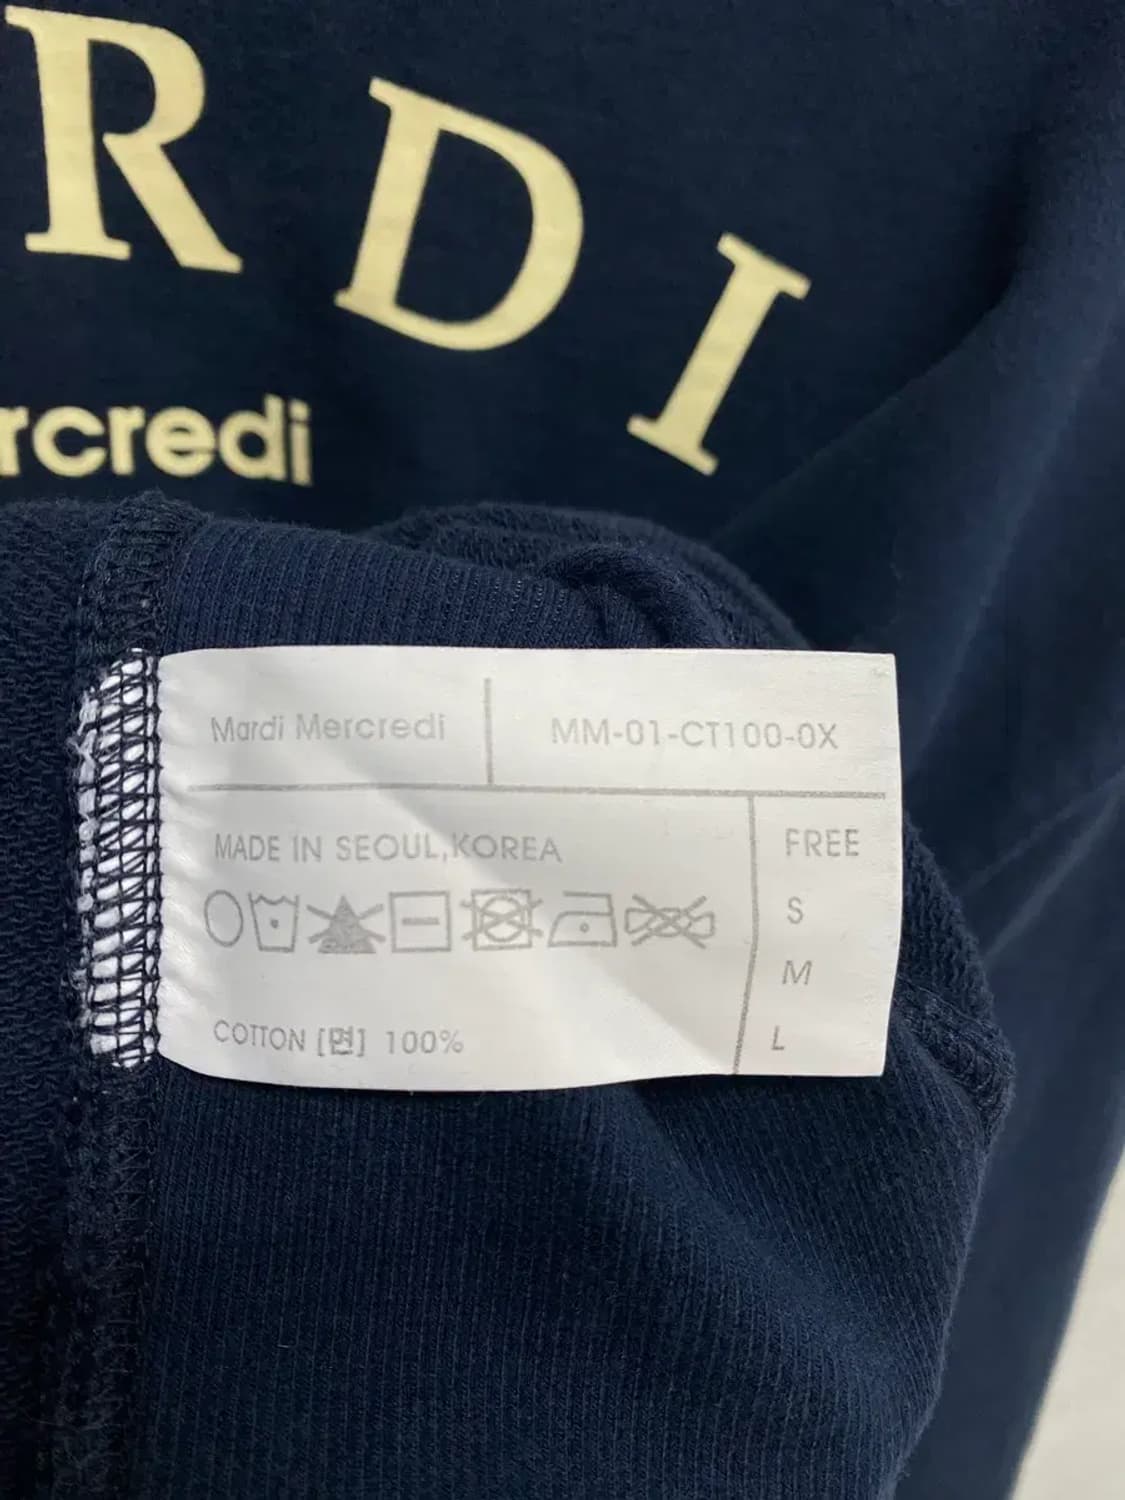 RDI
rcredi
Mardi Mercredi MM-01-CT100-0X
MADE IN SEOUL,KOREA
FREE
S
M
L
COTTON [면] 100%